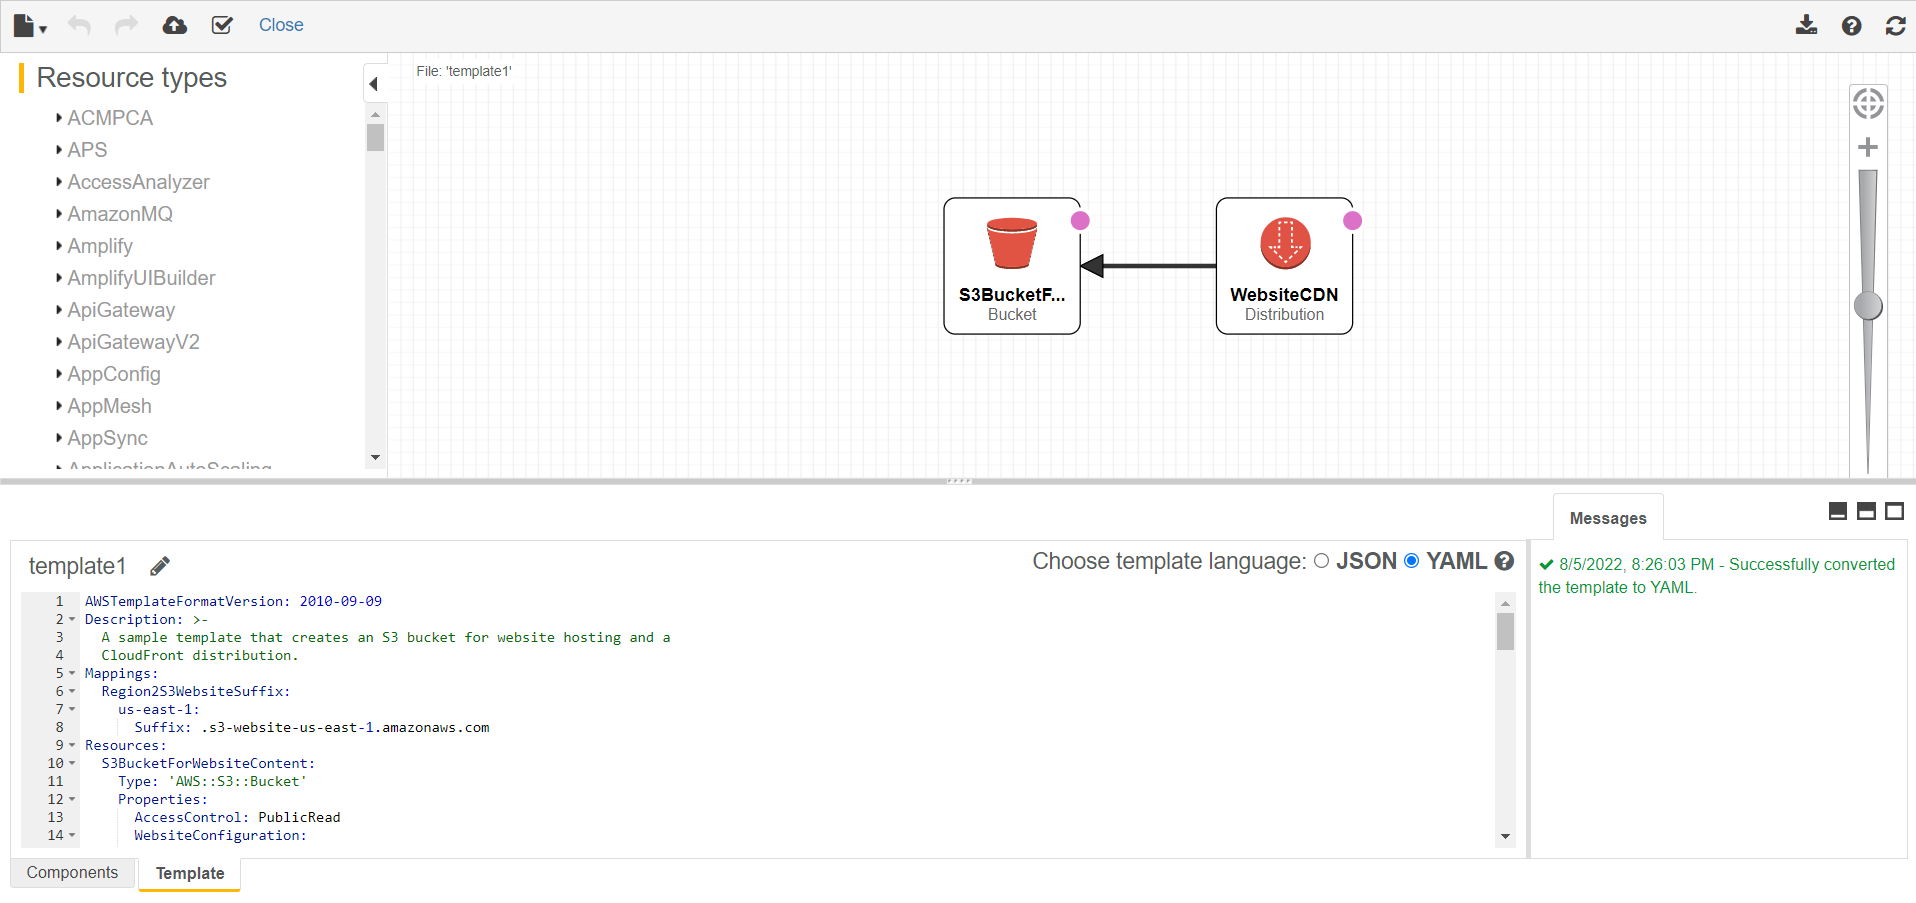 Close
Resource types
ACMPCA
APS
AccessAnalyzer
AmazonMQ
Amplify
AmplifyUIBuilder
ApiGateway
ApiGatewayV2
AppConfig
AppMesh
AppSync
ApplicationAutoScaling
File: 'template1'
S3BucketF...
Bucket
WebsiteCDN
Distribution
template1
Choose template language: JSON YAML
1 AWSTemplateFormatVersion: 2010-09-09
2 Description: >-
3 A sample template that creates an S3 bucket for website hosting and a
4 CloudFront distribution.
5 Mappings:
6 Region2S3WebsiteSuffix:
7 us-east-1:
8 Suffix: .s3-website-us-east-1.amazonaws.com
9 Resources:
10 S3BucketForWebsiteContent:
11 Type: 'AWS::S3::Bucket'
12 Properties:
13 AccessControl: PublicRead
14 WebsiteConfiguration:
Components
Template
Messages
8/5/2022, 8:26:03 PM - Successfully converted
the template to YAML.